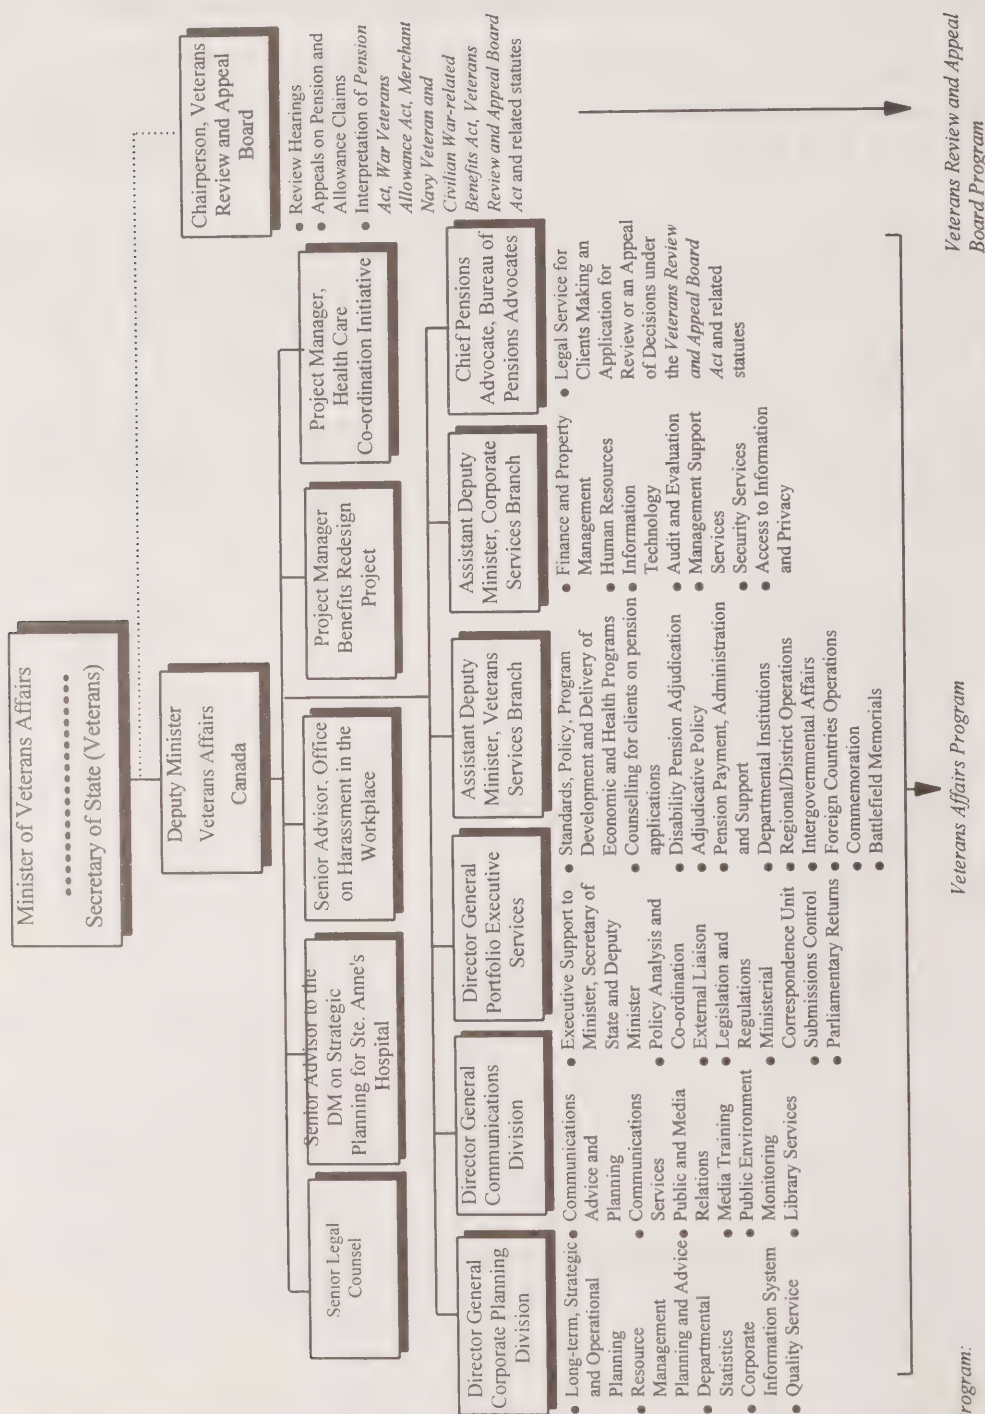 Minister of Veterans Affairs
Secretary of State (Veterans)
Deputy Minister
Veterans Affairs
Canada
Chairperson, Veterans
Review and Appeal
Board
• Review Hearings
• Appeals on Pension and
Allowance Claims
• Interpretation of Pension
Act, War Veterans
Allowance Act, Merchant
Navy Veteran and
Civilian War-related
Benefits Act, Veterans
Review and Appeal Board
Act and related statutes
Senior Legal
Counsel
Senior Advisor to the
DM on Strategic
Planning for Ste. Anne's
Hospital
Senior Advisor, Office
on Harassment in the
Workplace
Project Manager
Benefits Redesign
Project
Project Manager,
Health Care
Co-ordination Initiative
Director General
Corporate Planning
Division
• Long-term, Strategic
and Operational
Planning
• Resource
Management
Planning and Advice
• Departmental
Statistics
• Corporate
Information System
• Quality Service
Director General
Communications
Division
• Communications
Advice and
Planning
• Communications
Services
• Public and Media
Relations
• Media Training
• Public Environment
Monitoring
• Library Services
Director General
Portfolio Executive
Services
• Executive Support to
Minister, Secretary of
State and Deputy
Minister
• Policy Analysis and
Co-ordination
• External Liaison
• Legislation and
Regulations
• Ministerial
Correspondence Unit
• Submissions Control
• Parliamentary Returns
Assistant Deputy
Minister, Veterans
Services Branch
• Standards, Policy, Program
Development and Delivery of
Economic and Health Programs
• Counselling for clients on pension
applications
• Disability Pension Adjudication
• Adjudicative Policy
• Pension Payment, Administration
and Support
• Departmental Institutions
• Regional/District Operations
• Intergovernmental Affairs
• Foreign Countries Operations
• Commemoration
• Battlefield Memorials
Assistant Deputy
Minister, Corporate
Services Branch
• Finance and Property
Management
• Human Resources
• Information
Technology
• Audit and Evaluation
• Management Support
Services
• Security Services
• Access to Information
and Privacy
Chief Pensions
Advocate, Bureau of
Pensions Advocates
• Legal Service for
Clients Making an
Application for
Review or an Appeal
of Decisions under
the Veterans Review
and Appeal Board
Act and related
statutes
rogram:
Veterans Affairs Program
Veterans Review and Appeal
Board Program